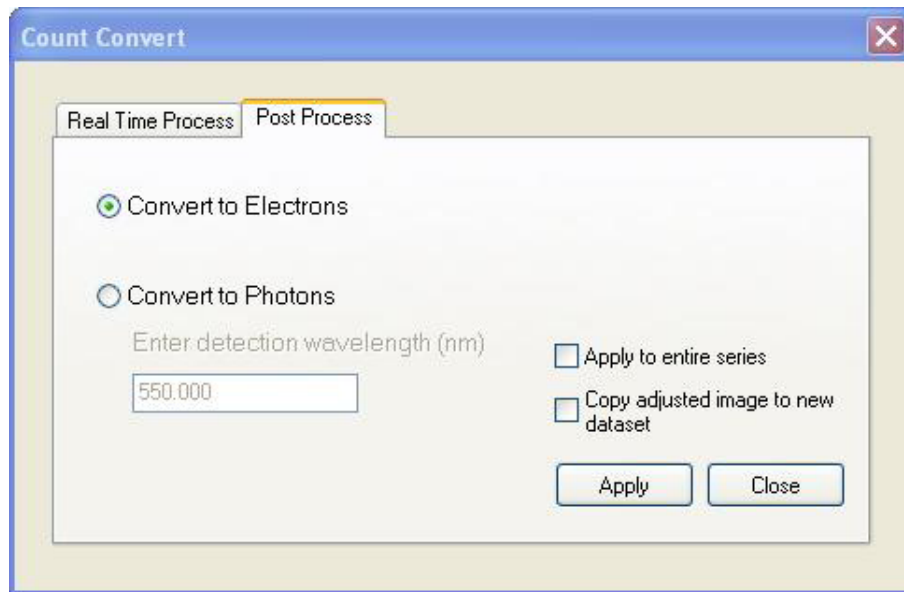 Count Convert
Real Time Process
Post Process
Convert to Electrons
Convert to Photons
Enter detection wavelength (nm)
550.000
Apply to entire series
Copy adjusted image to new
dataset
Apply
Close